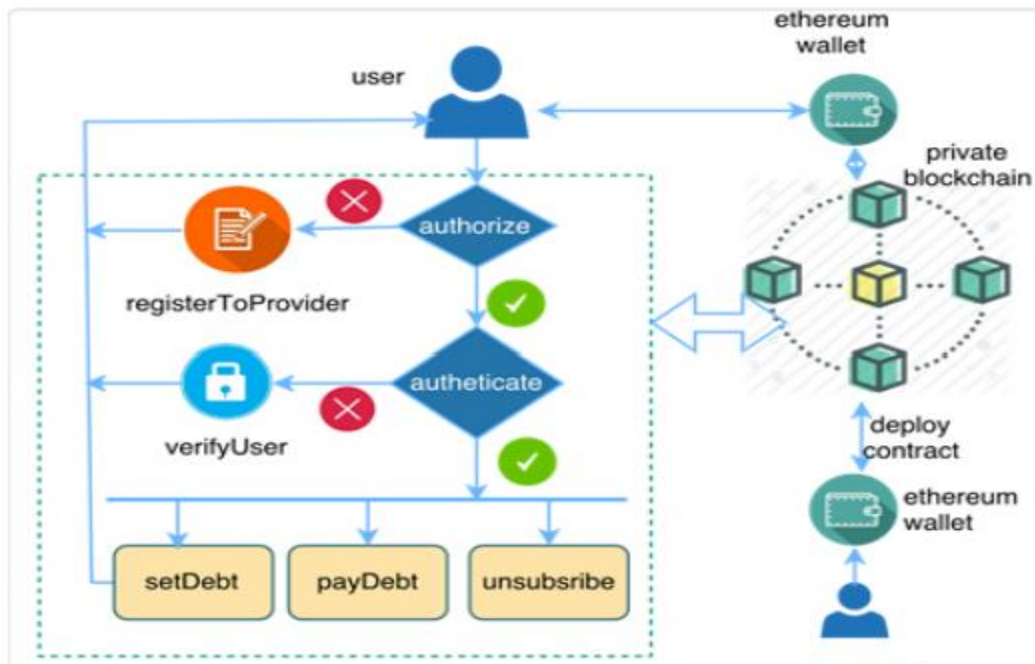 ethereum
wallet
user
private
blockchain
authorize
registerToProvider
autheticate
verifyUser
deploy
contract
ethereum
wallet
setDebt
payDebt
unsubsribe